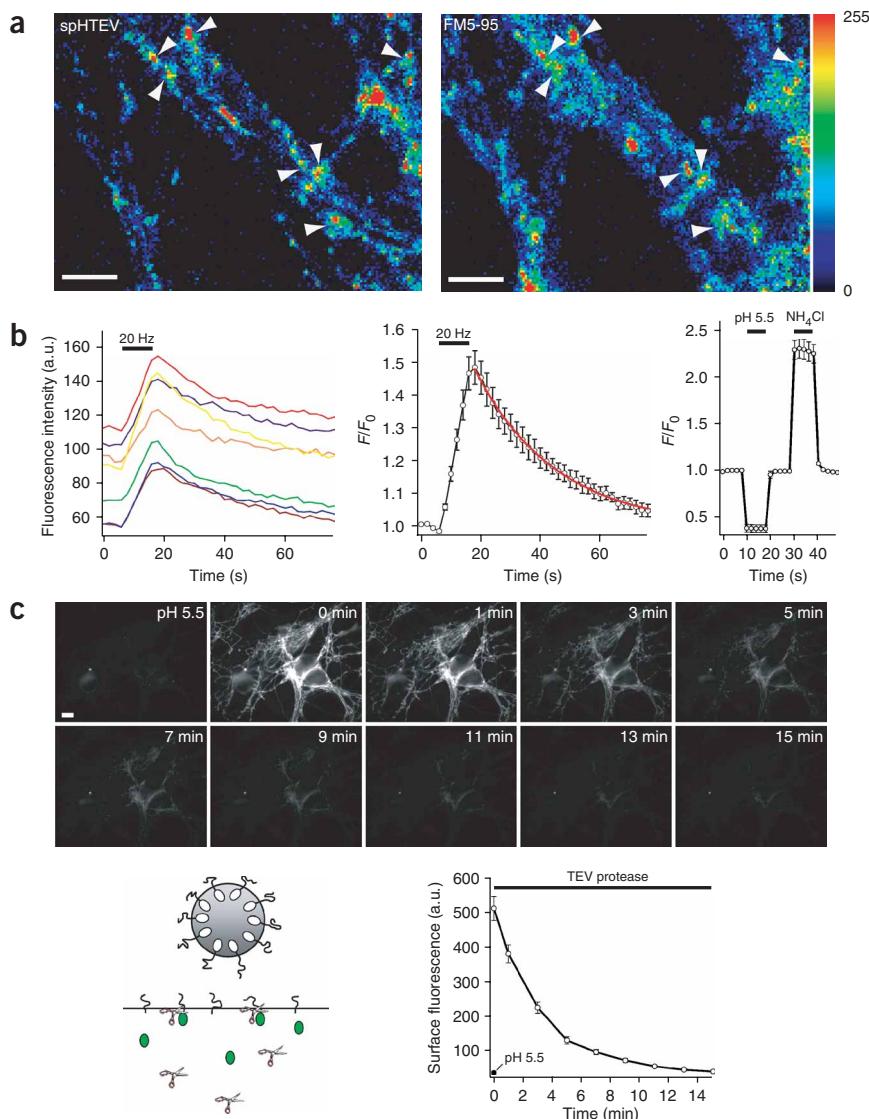 a
spHTEV
FM5-95
255
0
b
20 Hz
160
140
120
100
80
60
Fluorescence intensity (a.u.)
0 20 40 60
Time (s)
20 Hz
1.6
1.5
1.4
1.3
1.2
1.1
1.0
F/F0
0 20 40 60
Time (s)
pH 5.5
NH4Cl
2.5
2.0
1.5
1.0
0.5
F/F0
0 10 20 30 40
Time (s)
c
pH 5.5
0 min
1 min
3 min
5 min
7 min
9 min
11 min
13 min
15 min
TEV protease
600
500
400
300
200
100
Surface fluorescence (a.u.)
pH 5.5
0 2 4 6 8 10 12 14
Time (min)